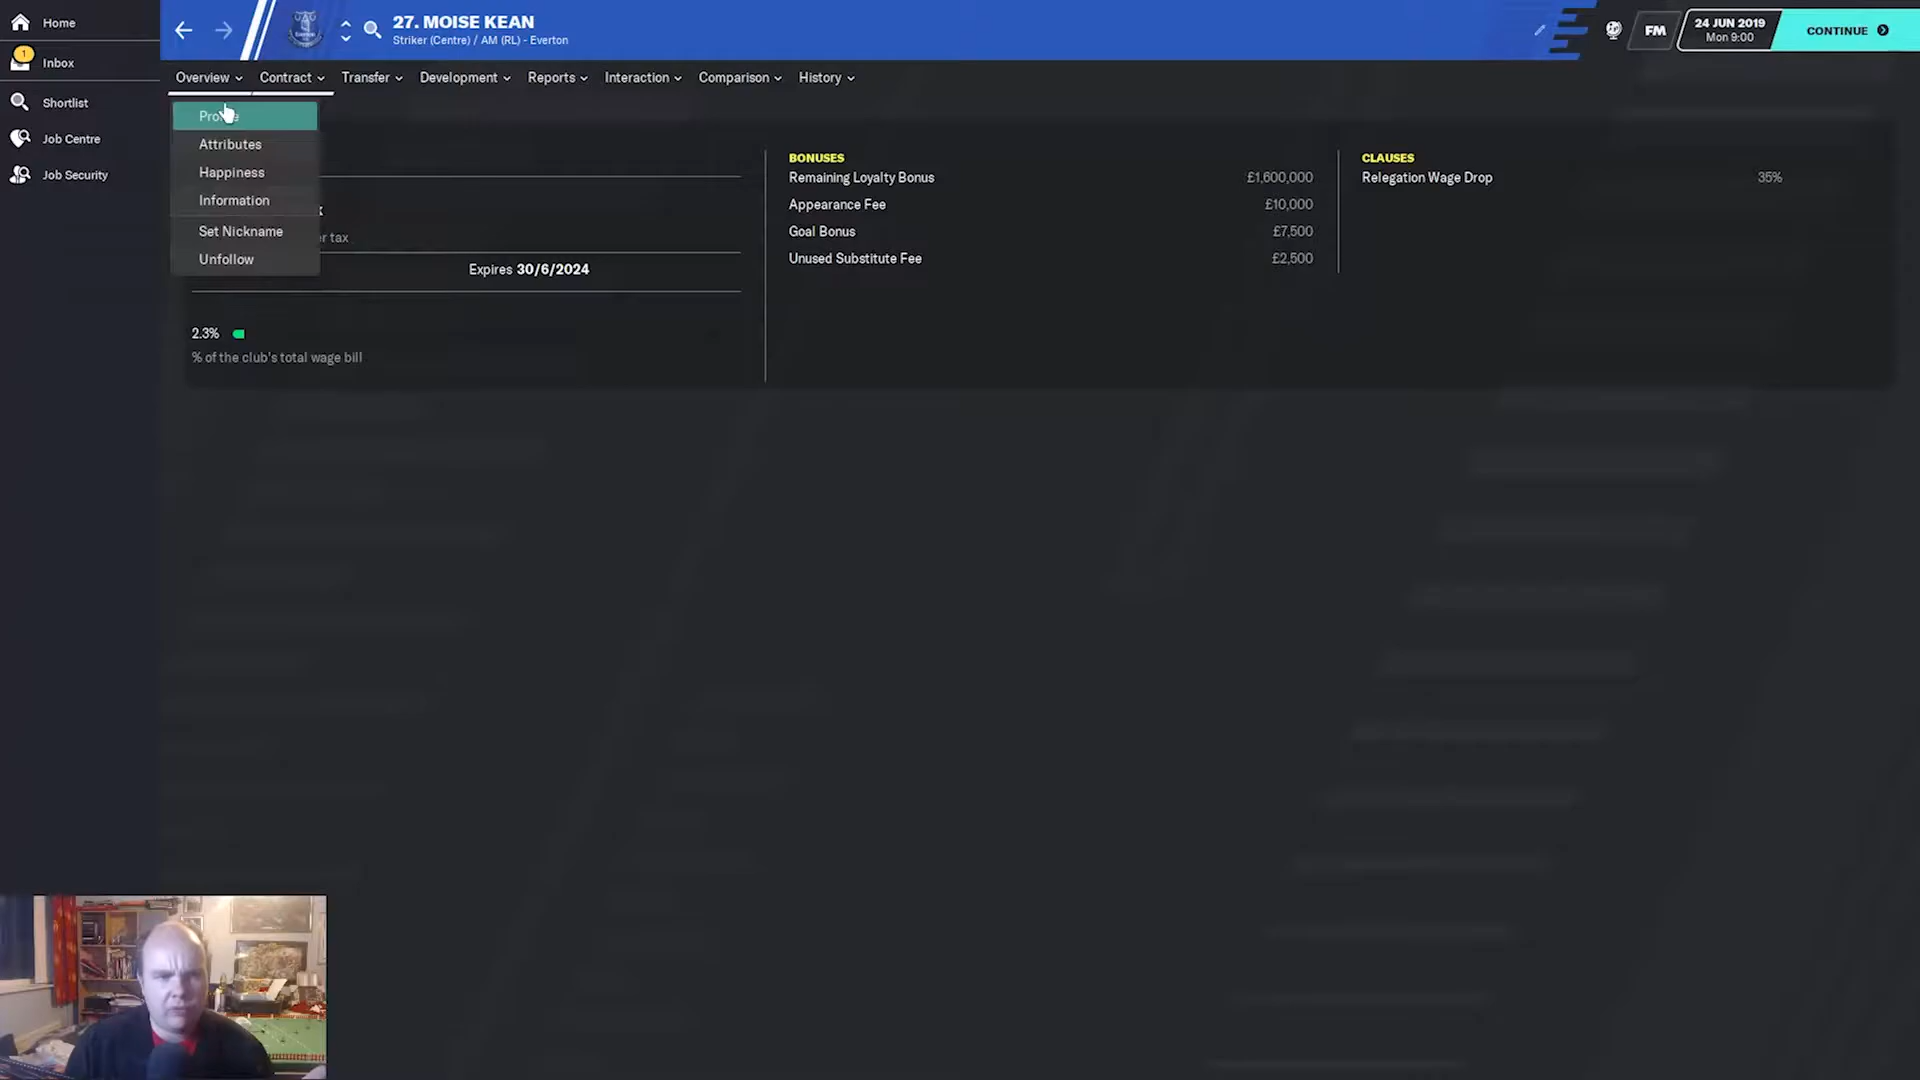 Home
Inbox
1
Shortlist
Job Centre
Job Security
Everton
27. MOISE KEAN
Striker (Centre) / AM (RL) - Everton
FM
24 JUN 2019
Mon 9:00
CONTINUE
Overview
Contract
Transfer
Development
Reports
Interaction
Comparison
History
Attributes
Happiness
Information
Set Nickname
Unfollow
er tax
Expires 30/6/2024
2.3%
% of the club's total wage bill
BONUSES
Remaining Loyalty Bonus £1,600,000
Appearance Fee £10,000
Goal Bonus £7,500
Unused Substitute Fee £2,500
CLAUSES
Relegation Wage Drop 35%